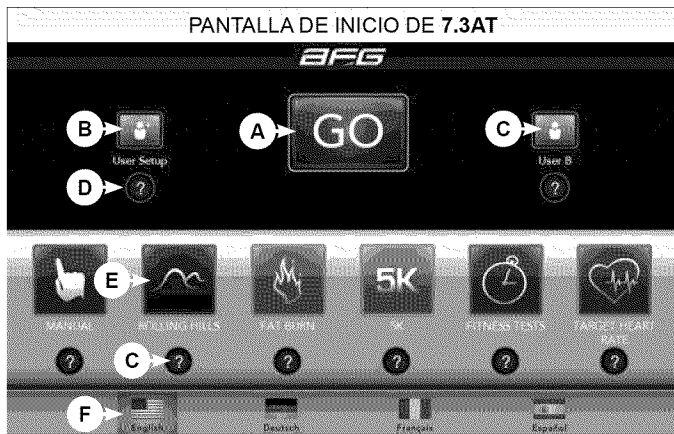 PANTALLA DE INICIO DE 7.3AT
AFG
B
A
GO
C
User Setup
User B
D
?
?
E
5K
MANUAL
ROLLING HILLS
FAT BURN
5K
FITNESS TESTS
TARGET HEART
RATE
C
? ? ? ? ? ?
F
English
Deutsch
Français
Español